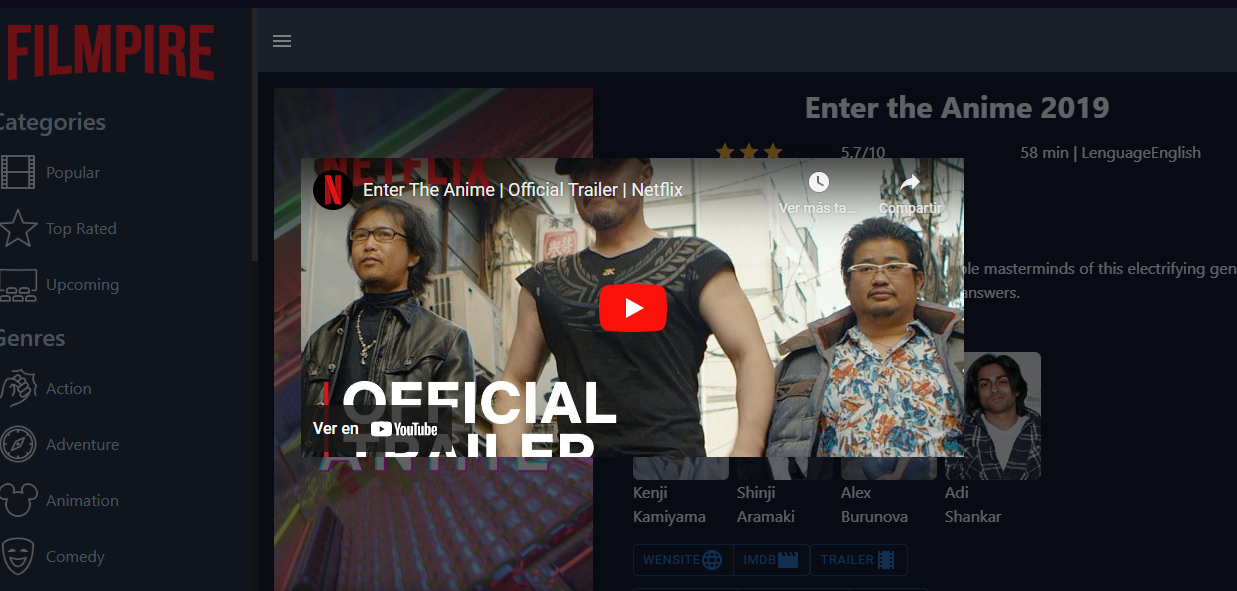 FILMPIRE
Categories
Popular
Top Rated
Upcoming
Genres
Action
Adventure
Animation
Comedy
Enter the Anime 2019
5.7/10
58 min | LenguageEnglish
NETFLIX
N
Enter The Anime | Official Trailer | Netflix
Ver más ta...
Compartir
masterminds of this electrifying
answers.
OFFICIAL
TRAILER
Ver en YouTube
Kenji
Kamiyama
Shinji
Aramaki
Alex
Burunova
Adi
Shankar
WENSITE
IMDB
TRAILER